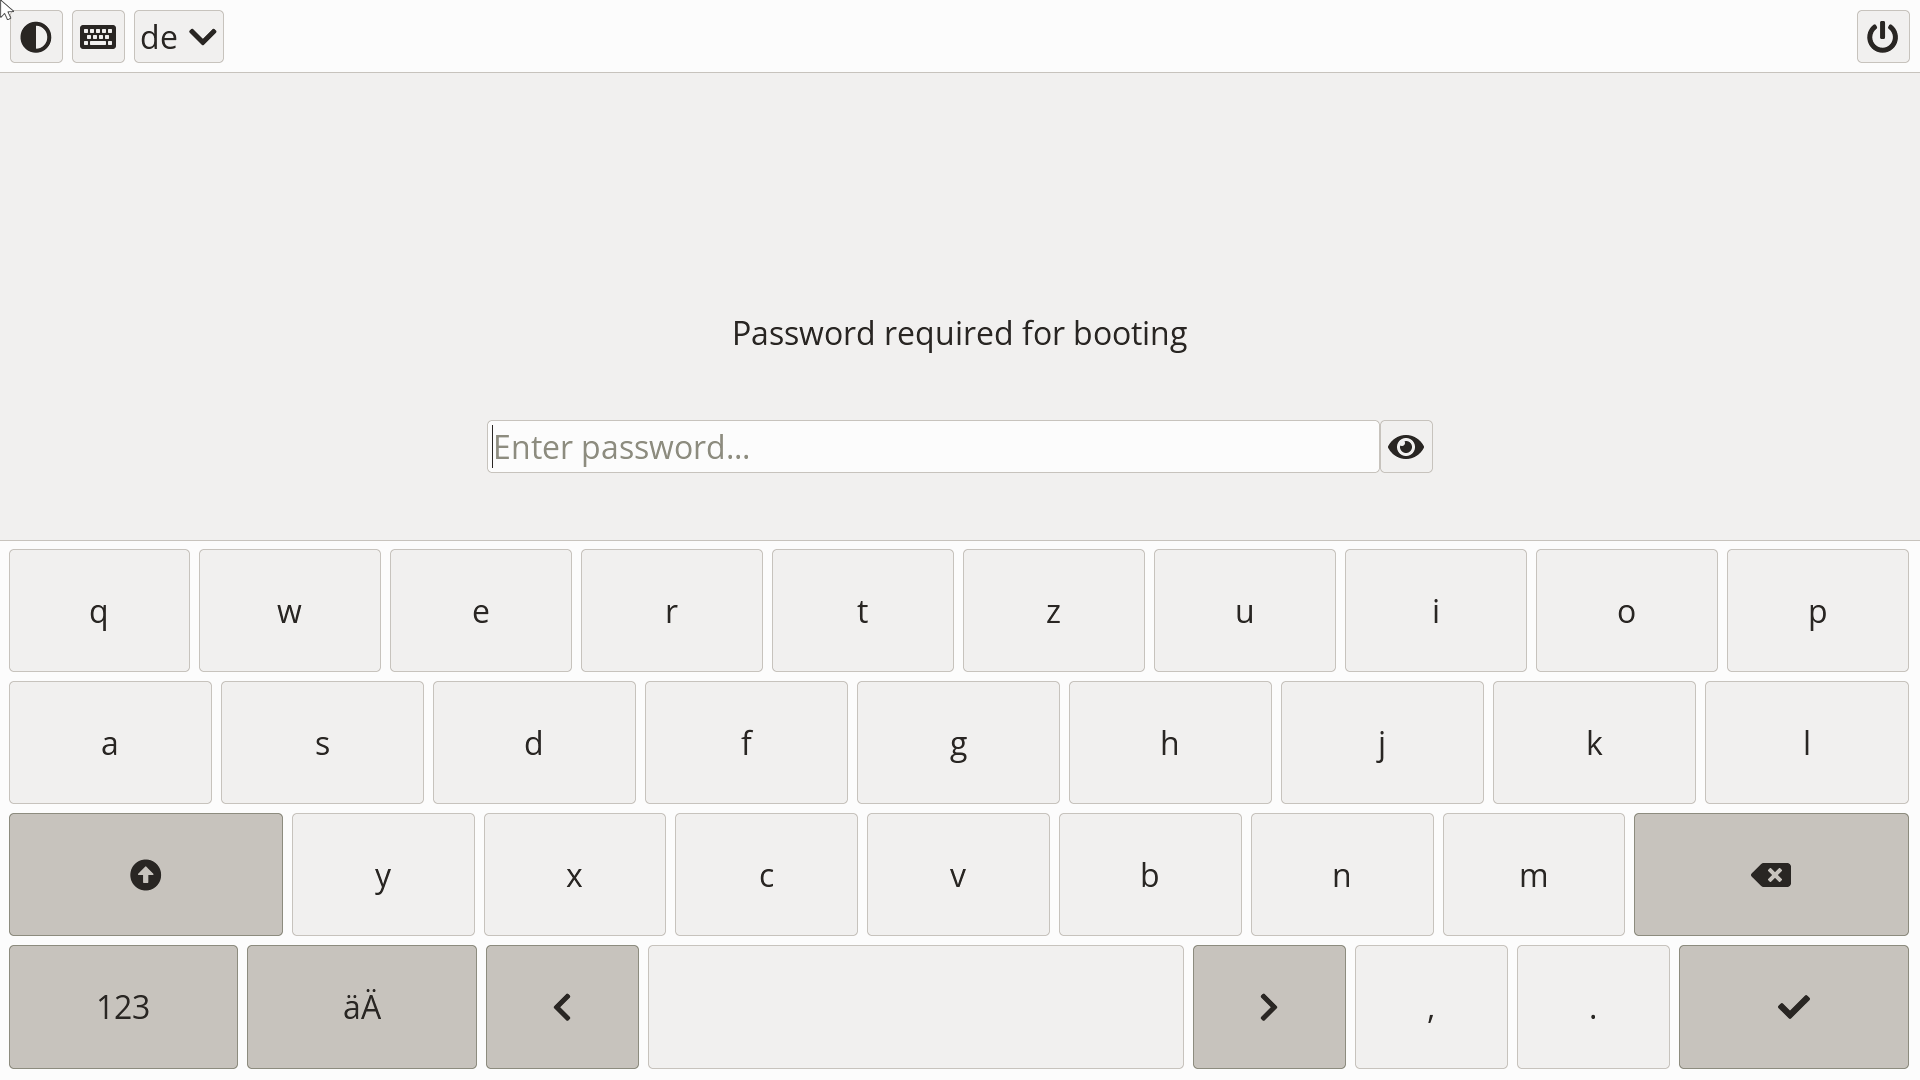 de
Password required for booting
Enter password...
q w e r t z u i o p
a s d f g h j k l
y x c v b n m
123 äÄ , .